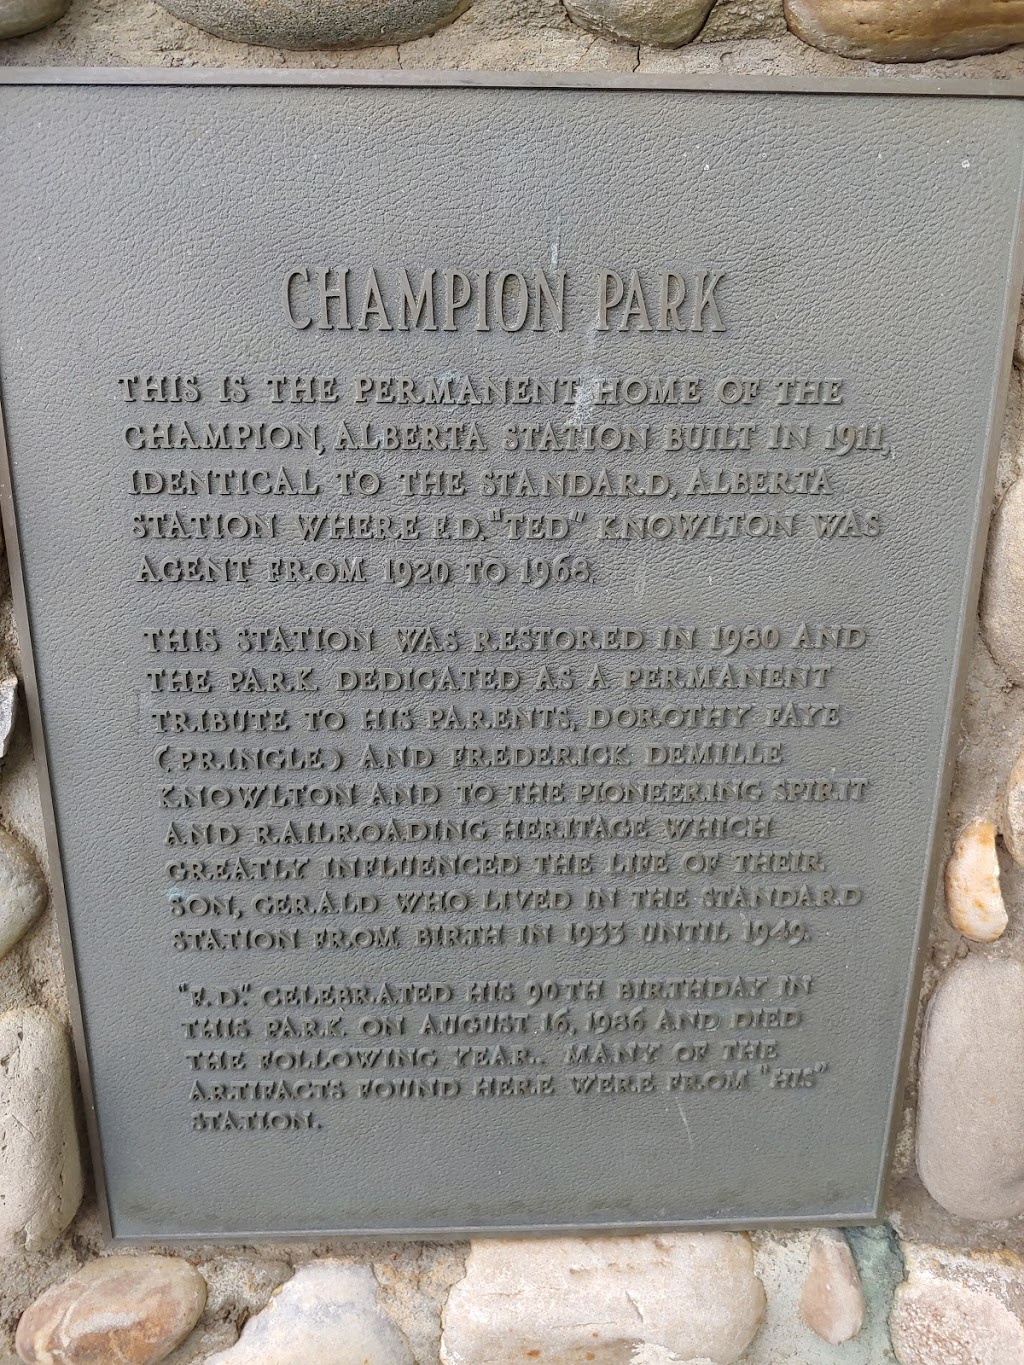 CHAMPION PARK
THIS IS THE PERMANENT HOME OF THE
CHAMPION, ALBERTA STATION BUILT IN 1911,
IDENTICAL TO THE STANDARD, ALBERTA
STATION WHERE F.D. "TED" KNOWLTON WAS
AGENT FROM 1920 TO 1968.
THIS STATION WAS RESTORED IN 1980 AND
THE PARK DEDICATED AS A PERMANENT
TRIBUTE TO HIS PARENTS, DOROTHY FAYE
(PRINGLE) AND FREDERICK DEMILLE
KNOWLTON AND TO THE PIONEERING SPIRIT
AND RAILROADING HERITAGE WHICH
GREATLY INFLUENCED THE LIFE OF THEIR
SON, GERALD WHO LIVED IN THE STANDARD
STATION FROM BIRTH IN 1933 UNTIL 1949.
"F.D." CELEBRATED HIS 90TH BIRTHDAY IN
THIS PARK ON AUGUST 16, 1986 AND DIED
THE FOLLOWING YEAR. MANY OF THE
ARTIFACTS FOUND HERE WERE FROM "HIS"
STATION.